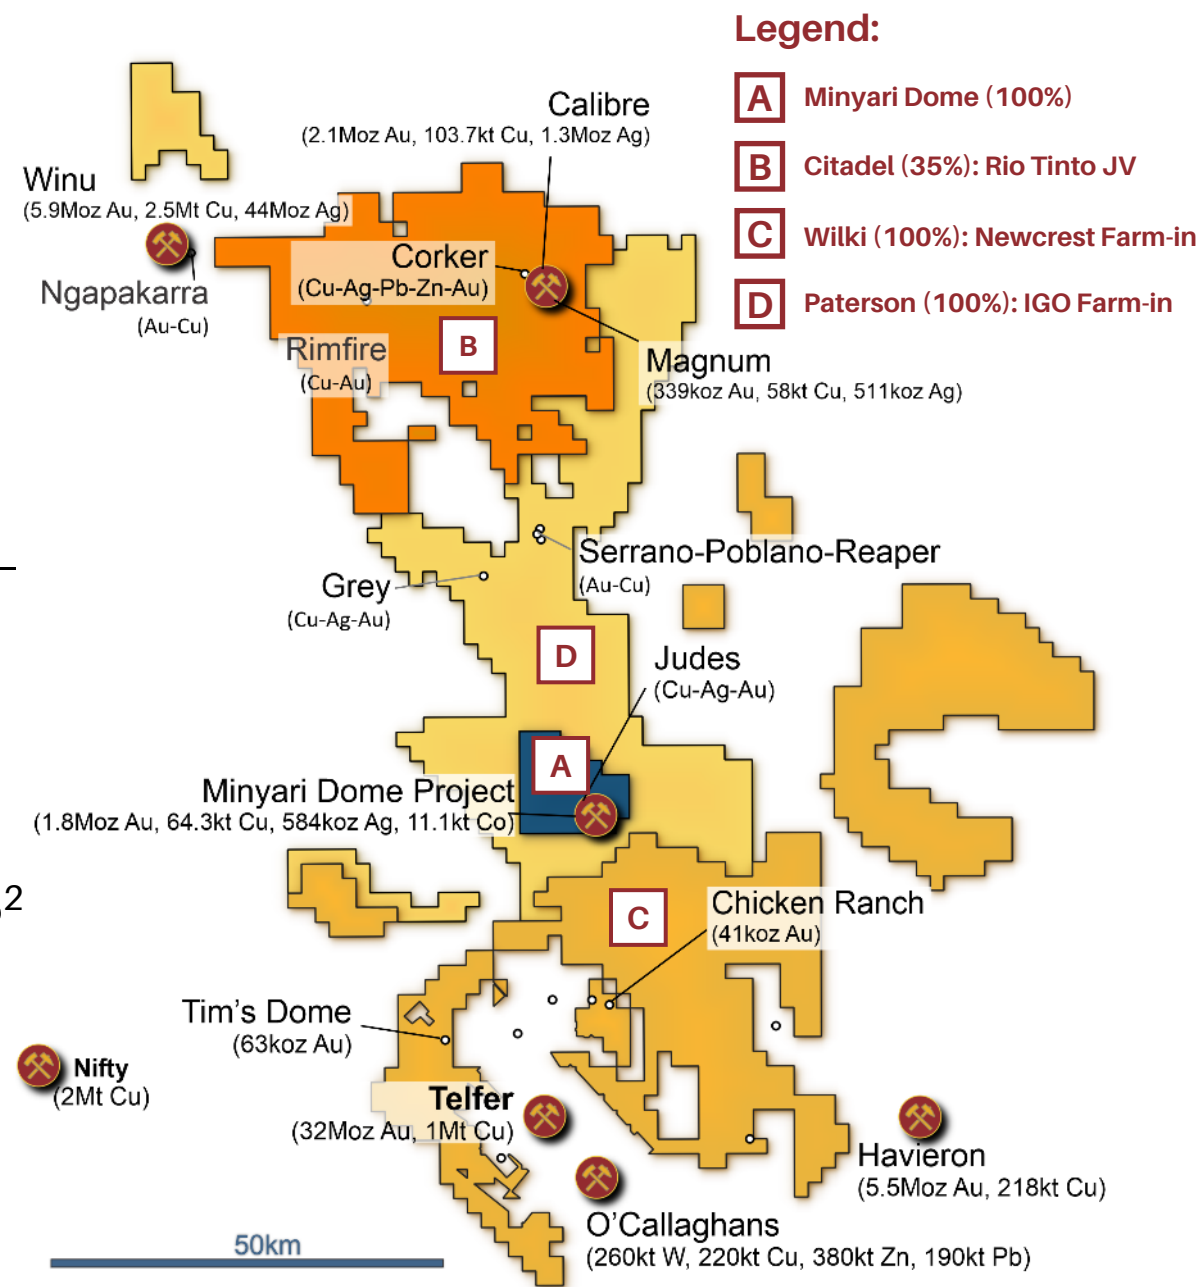 Legend:
A Minyari Dome (100%)
B Citadel (35%): Rio Tinto JV
C Wilki (100%): Newcrest Farm-in
D Paterson (100%): IGO Farm-in
Calibre
(2.1Moz Au, 103.7kt Cu, 1.3Moz Ag)
Winu
(5.9Moz Au, 2.5Mt Cu, 44Moz Ag)
Corker
(Cu-Ag-Pb-Zn-Au)
Ngapakarra
(Au-Cu)
B
Rimfire
(Cu-Au)
Magnum
(339koz Au, 58kt Cu, 511koz Ag)
Serrano-Poblano-Reaper
(Au-Cu)
Grey
(Cu-Ag-Au)
D
Judes
(Cu-Ag-Au)
A
Minyari Dome Project
(1.8Moz Au, 64.3kt Cu, 584koz Ag, 11.1kt Co)
2
C
Chicken Ranch
(41koz Au)
Tim's Dome
(63koz Au)
Nifty
(2Mt Cu)
Telfer
(32Moz Au, 1Mt Cu)
Havieron
(5.5Moz Au, 218kt Cu)
O'Callaghans
(260kt W, 220kt Cu, 380kt Zn, 190kt Pb)
50km